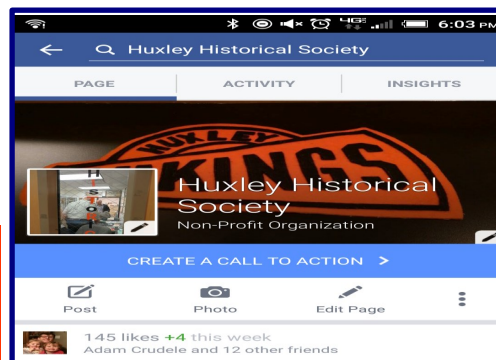 4G 6:03 PM
Huxley Historical Society
PAGE ACTIVITY INSIGHTS
HUXLEY
VIKINGS
Huxley Historical
Society
Non-Profit Organization
CREATE A CALL TO ACTION >
Post Photo Edit Page
145 likes +4 this week
Adam Crudele and 12 other friends